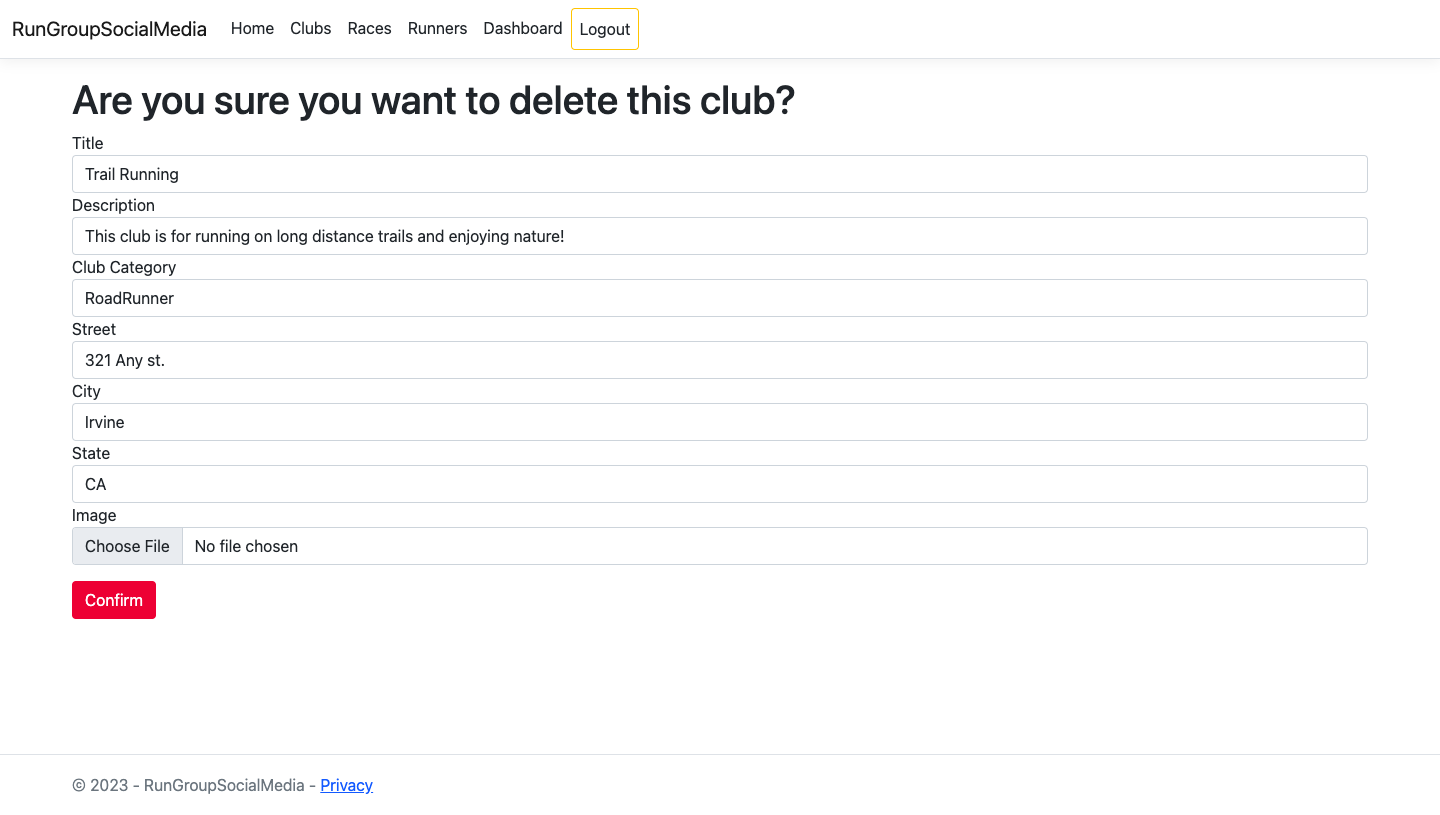 RunGroupSocialMedia Home Clubs Races Runners Dashboard Logout
Are you sure you want to delete this club?
Title
Trail Running
Description
This club is for running on long distance trails and enjoying nature!
Club Category
RoadRunner
Street
321 Any st.
City
Irvine
State
CA
Image
Choose File No file chosen
Confirm
© 2023 - RunGroupSocialMedia - Privacy